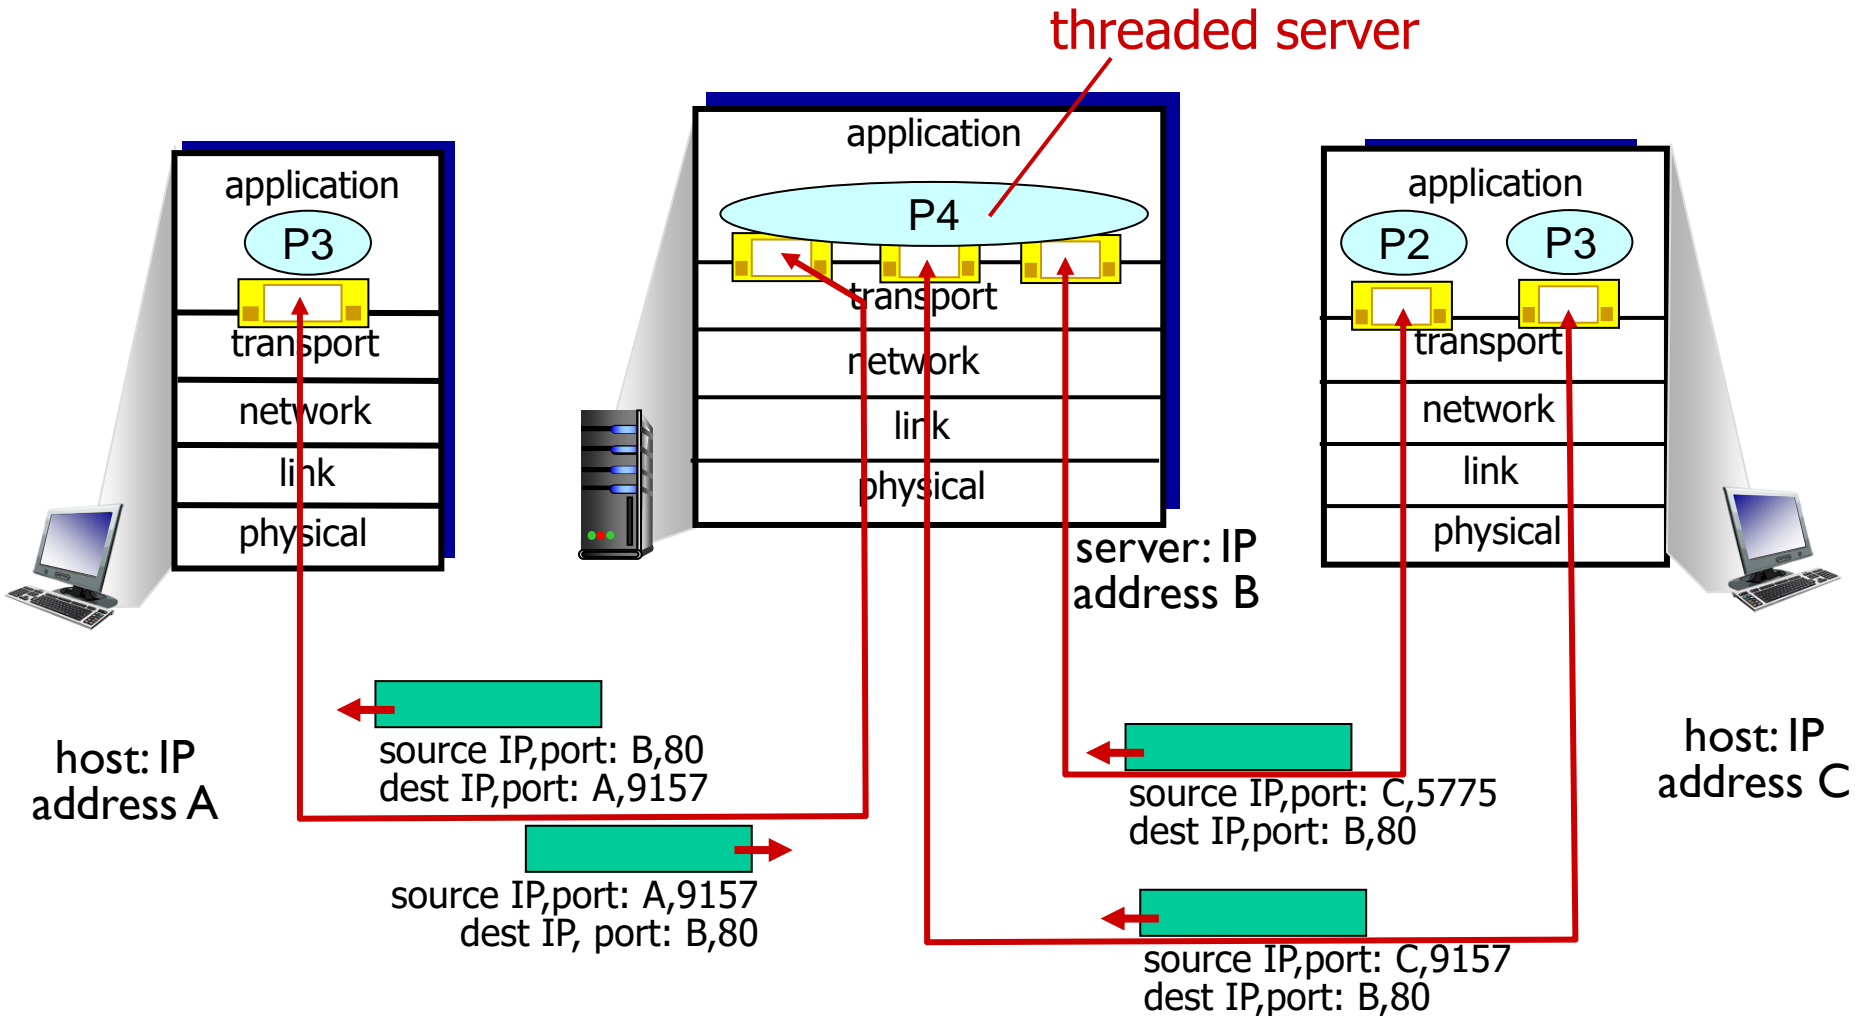 threaded server
application
P3
transport
network
link
physical
application
P4
transport
network
link
physical
application
P2
P3
transport
network
link
physical
server: IP
address B
host: IP
address A
source IP,port: B,80
dest IP,port: A,9157
source IP,port: A,9157
dest IP, port: B,80
source IP,port: C,5775
dest IP,port: B,80
source IP,port: C,9157
dest IP,port: B,80
host: IP
address C